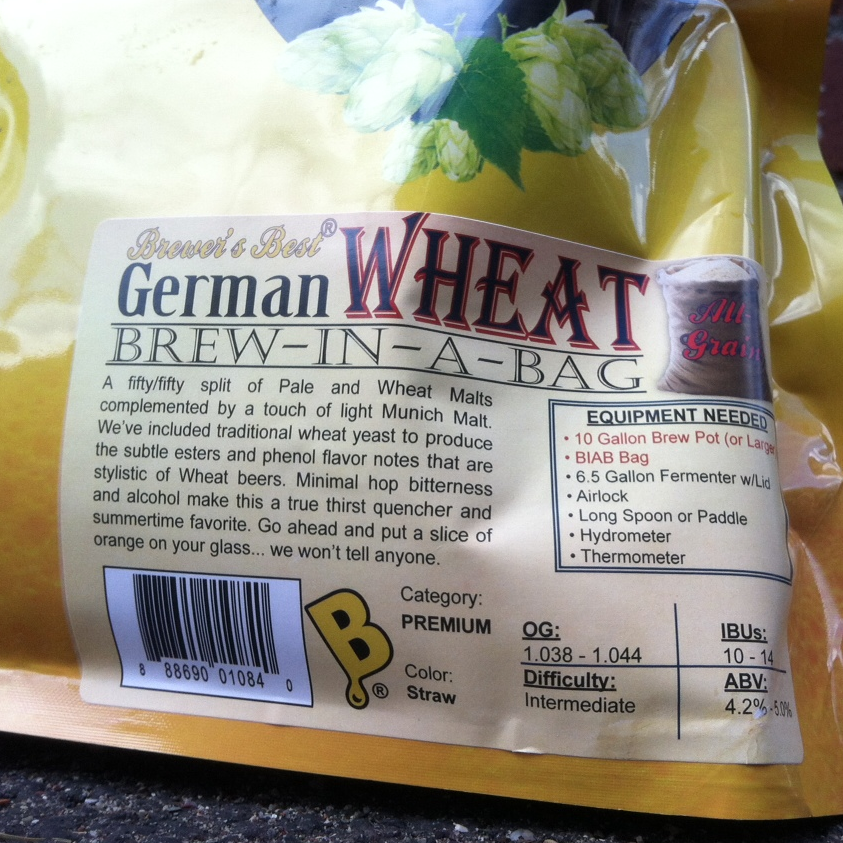 Brewer's Best®
German WHEAT
BREW-IN-A-BAG
All
Grain
A fifty/fifty split of Pale and Wheat Malts
complemented by a touch of light Munich Malt.
We've included traditional wheat yeast to produce
the subtle esters and phenol flavor notes that are
stylistic of Wheat beers. Minimal hop bitterness
and alcohol make this a true thirst quencher and
summertime favorite. Go ahead and put a slice of
orange on your glass... we won't tell anyone.
EQUIPMENT NEEDED
• 10 Gallon Brew Pot (or Larger
• BIAB Bag
• 6.5 Gallon Fermenter w/Lid
• Airlock
• Long Spoon or Paddle
• Hydrometer
• Thermometer
8 88690 01084 0
B®
Category:
PREMIUM
Color:
Straw
OG:
1.038 - 1.044
IBUs:
10 - 14
Difficulty:
Intermediate
ABV:
4.2% - 5.0%